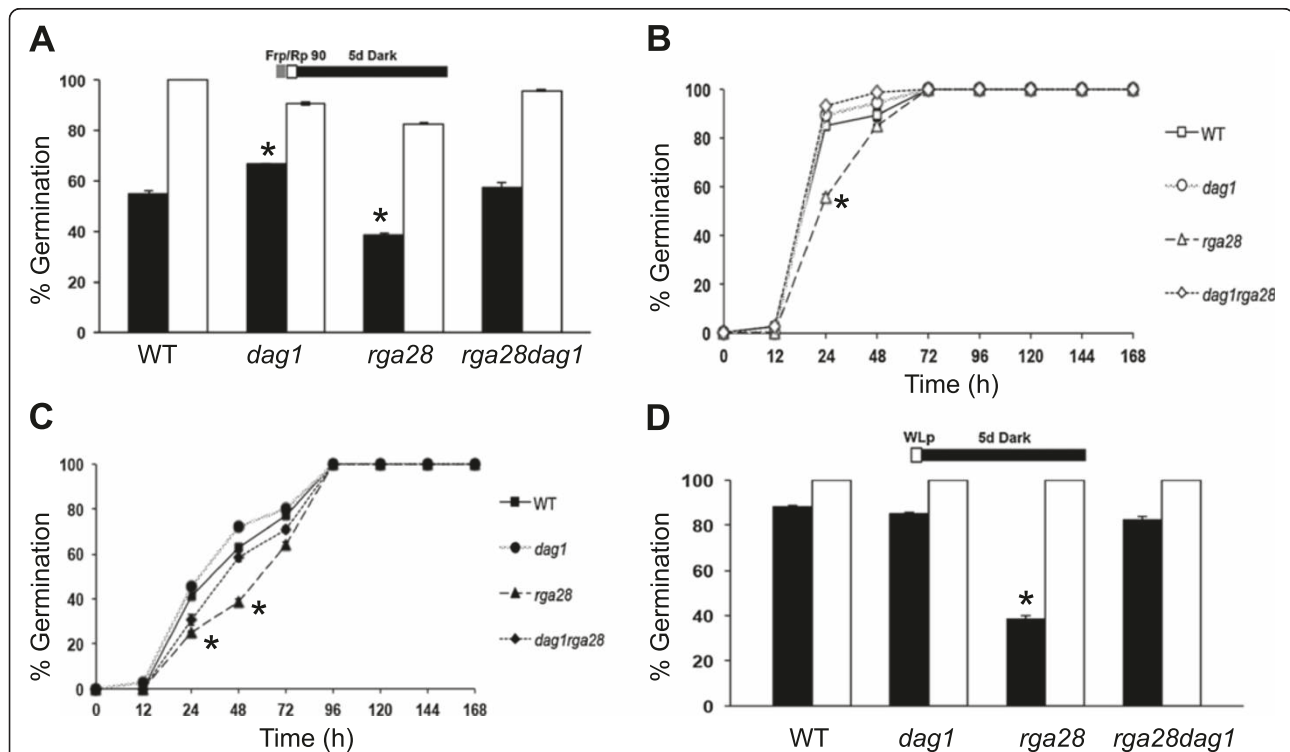 A
Frp/Rp 90 5d Dark
% Germination
100
80
60
40
20
0
*
*
WT dag1 rga28 rga28dag1
B
% Germination
100
80
60
40
20
0
*
0 12 24 48 72 96 120 144 168
Time (h)
WT
dag1
rga28
dag1rga28
C
% Germination
100
80
60
40
20
0
*
*
0 12 24 48 72 96 120 144 168
Time (h)
WT
dag1
rga28
dag1rga28
D
WLp 5d Dark
% Germination
100
80
60
40
20
0
*
WT dag1 rga28 rga28dag1